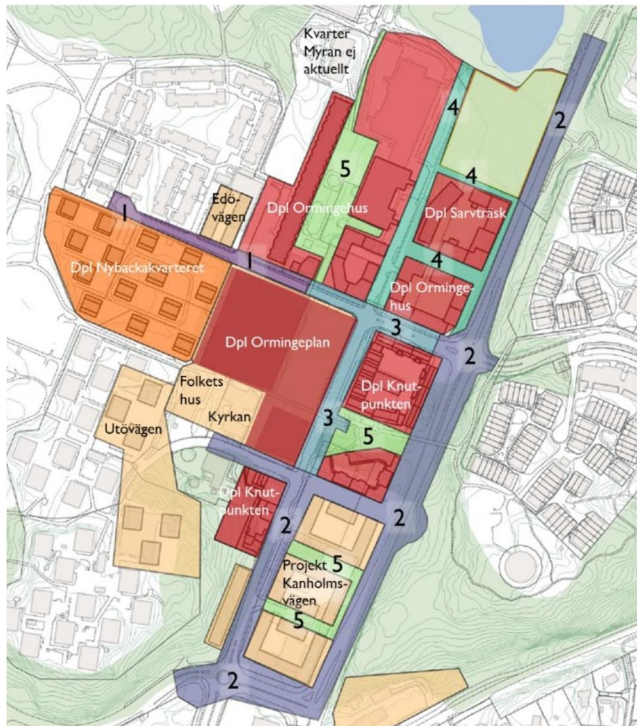 Kvarter
Myran ej
aktuellt
4
2
5
4
Edö-
vägen
1
Dpl Ormingehus
Dpl Sarvträsk
1
4
Dpl Nybackakvarteret
Dpl Orminge-
hus
3
2
Dpl Ormingeplan
Dpl Knut-
punkten
Folkets
hus
Kyrkan
3
5
Utövägen
Dpl Knut-
punkten
2
2
5
Projekt
Kanholms-
vägen
5
2